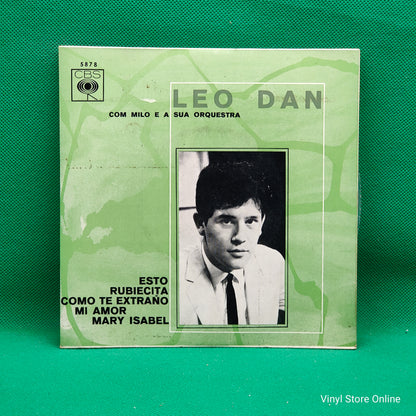 5878
CBS
LEO DAN
COM MILO E A SUA ORQUESTRA
ESTO
RUBIECITA
COMO TE EXTRAÑO
MI AMOR
MARY ISABEL
Vinyl Store Online